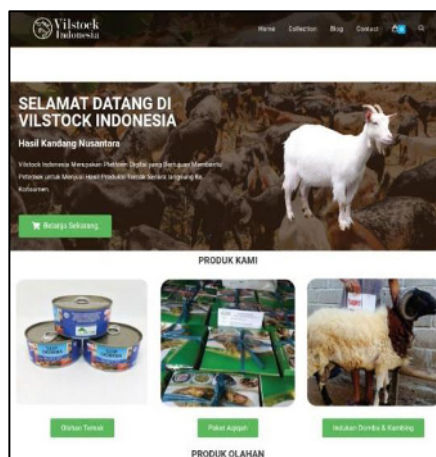 Vilstock
Indonesia
Home Collection Blog Contact
SELAMAT DATANG DI
VILSTOCK INDONESIA
Hasil Kandang Nusantara
Vilstock Indonesia Merupakan Platform Digital yang Bertujuan Membantu
Peternak untuk Menjual Hasil Produksi Ternak Secara langsung Ke
Konsumen.
Belanja Sekarang
PRODUK KAMI
Olahan Ternak
Paket Aqiqah
Indukan Domba & Kambing
PRODUK OLAHAN